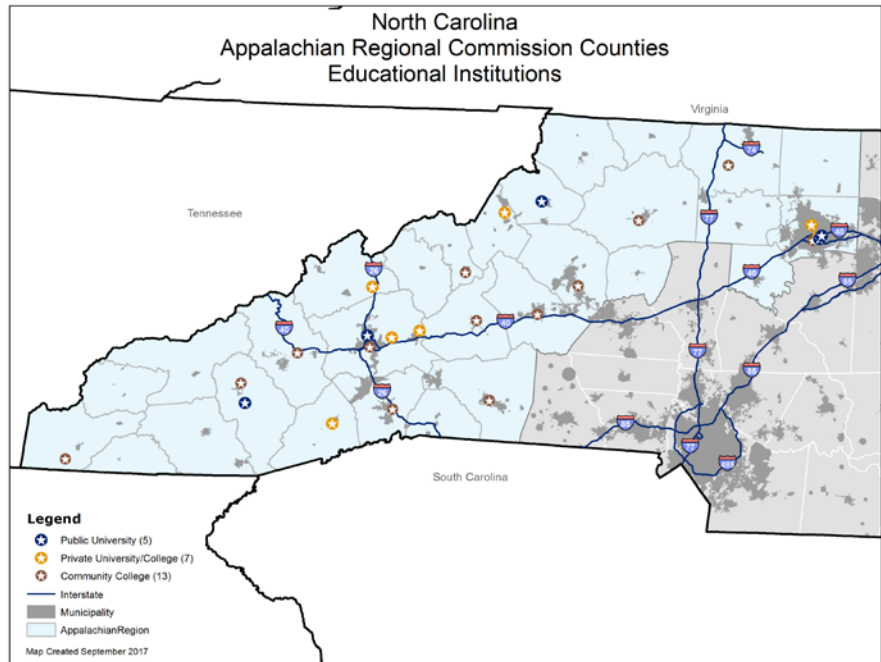 North Carolina
Appalachian Regional Commission Counties
Educational Institutions
Virginia
74
Tennessee
77
40
26
40
85
40
40
77
26
85
85
South Carolina
77
485
Legend
Public University (5)
Private University/College (7)
Community College (13)
Interstate
Municipality
AppalachianRegion
Map Created September 2017